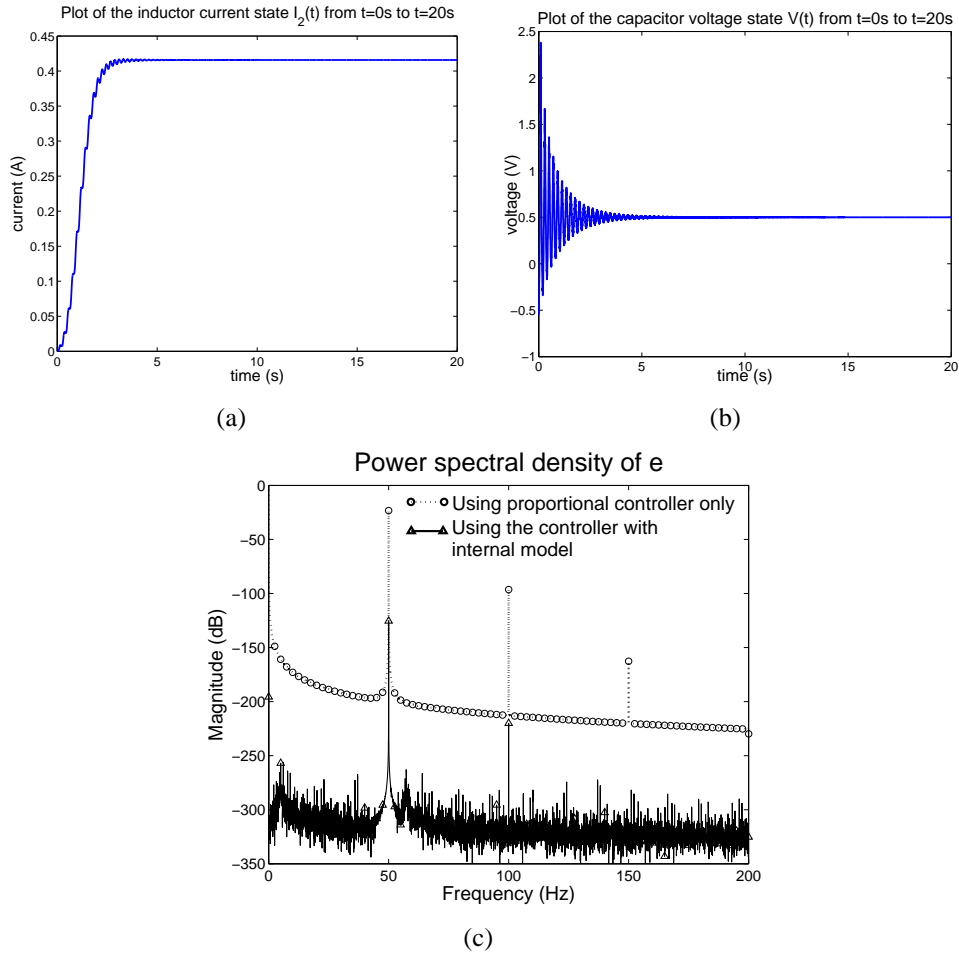 Plot of the inductor current state I_2(t) from t=0s to t=20s
0.45
0.4
0.35
0.3
0.25
0.2
0.15
0.1
0.05
0
current (A)
0 5 10 15 20
time (s)
(a)
Plot of the capacitor voltage state V(t) from t=0s to t=20s
2.5
2
1.5
1
0.5
0
−0.5
−1
voltage (V)
0 5 10 15 20
time (s)
(b)
Power spectral density of e
0
−50
−100
−150
−200
−250
−300
−350
Magnitude (dB)
Using proportional controller only
Using the controller with
internal model
0 50 100 150 200
Frequency (Hz)
(c)